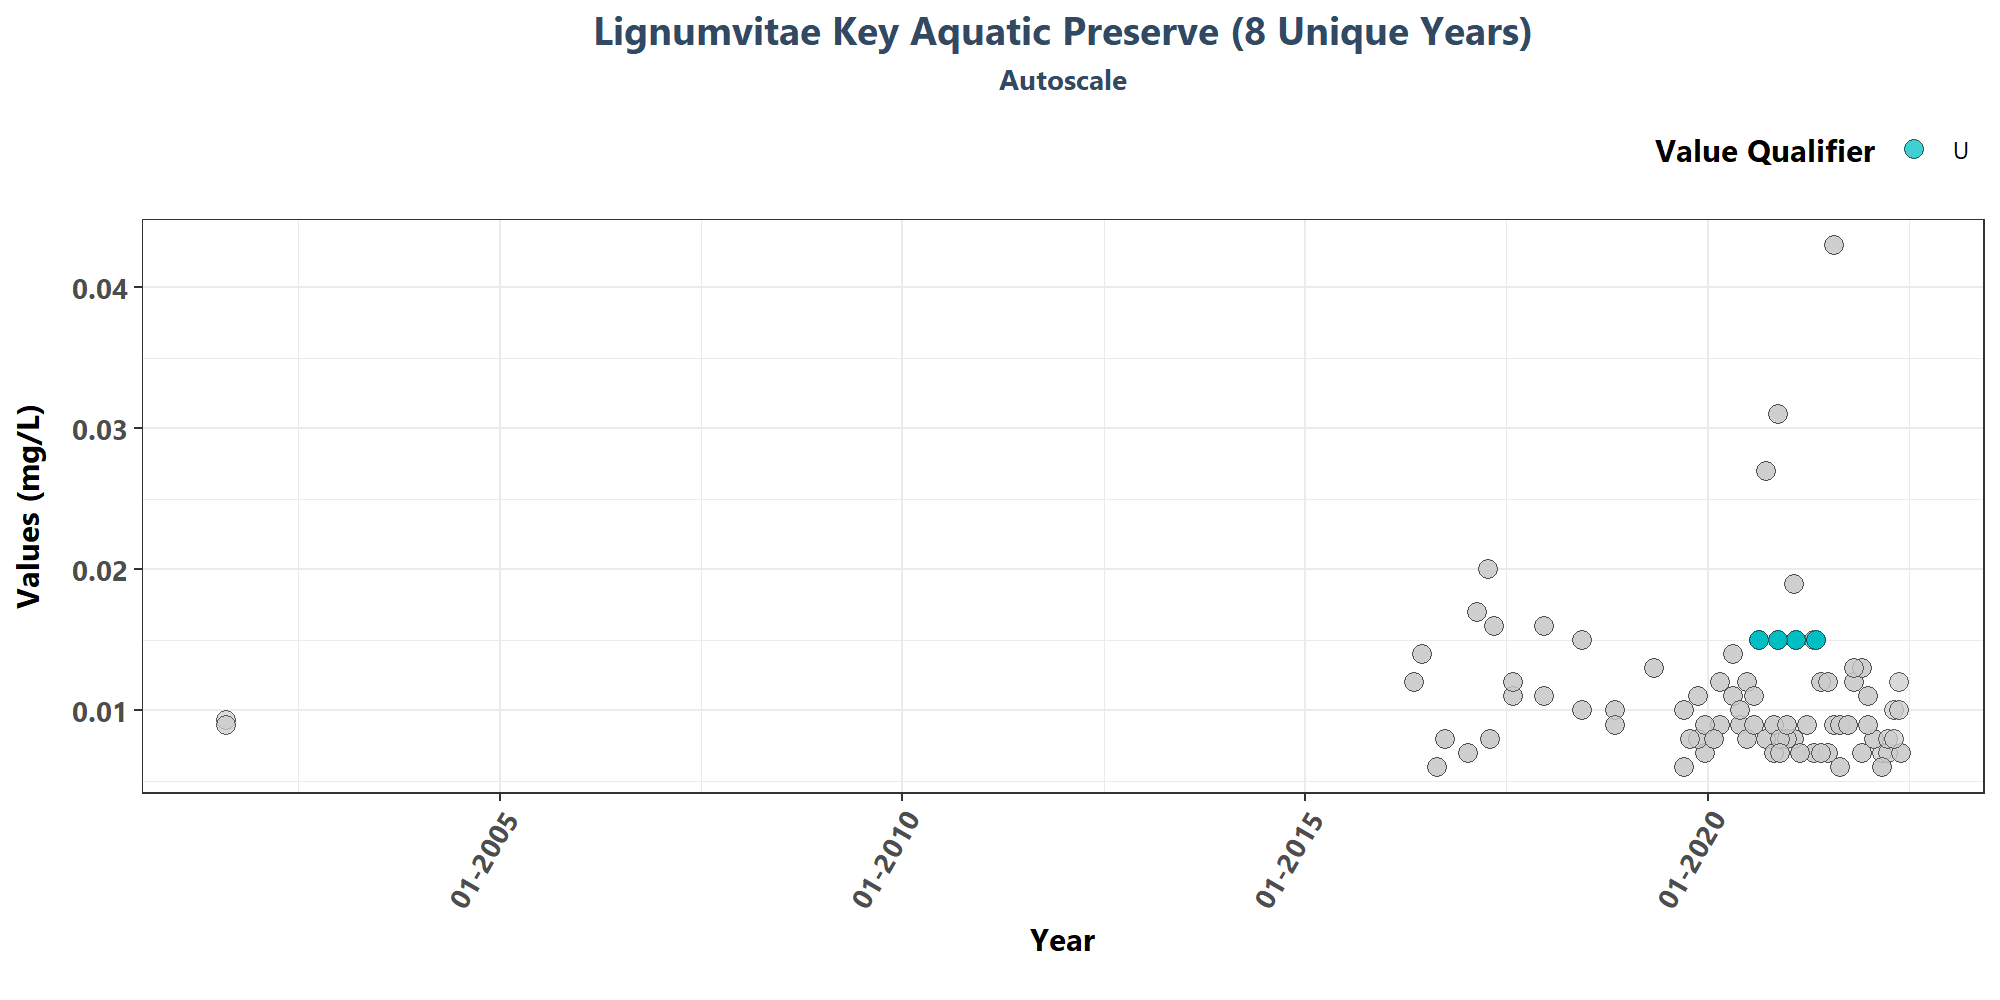 Lignumvitae Key Aquatic Preserve (8 Unique Years)
Autoscale
Value Qualifier U
0.04
0.03
0.02
0.01
Values (mg/L)
01-2005
01-2010
01-2015
01-2020
Year